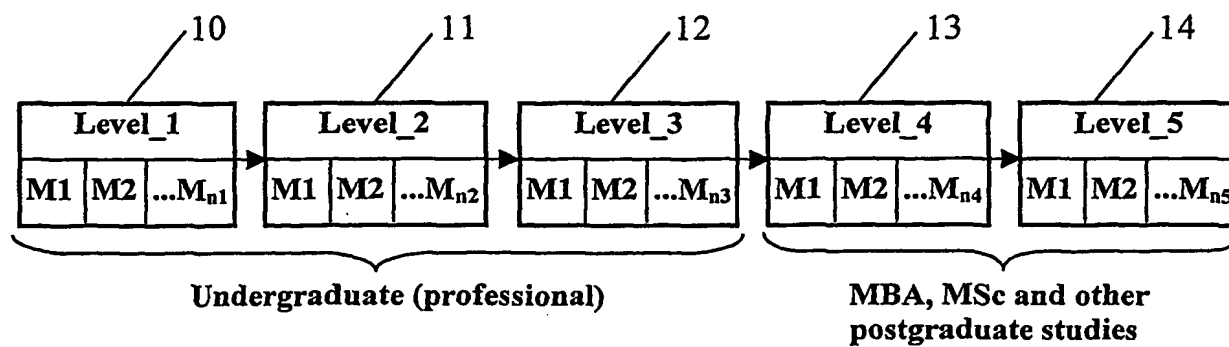 10 11 12 13 14
Level_1 Level_2 Level_3 Level_4 Level_5
M1 M2 ...Mn1 M1 M2 ...Mn2 M1 M2 ...Mn3 M1 M2 ...Mn4 M1 M2 ...Mn5
Undergraduate (professional)
MBA, MSc and other
postgraduate studies